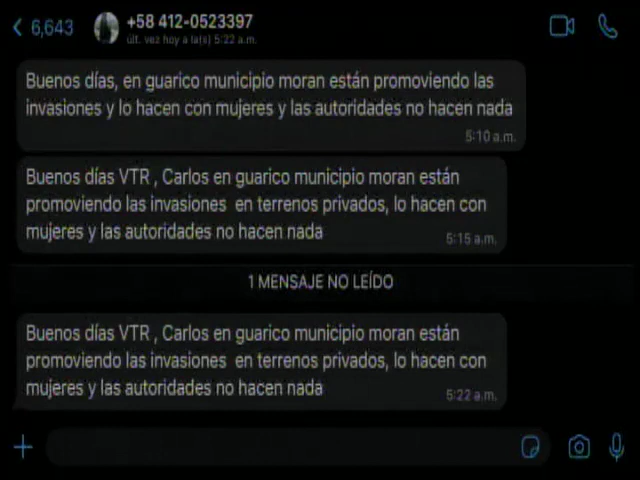 6,643
+58 412-0523397
últ. vez hoy a la(s) 5:22 a.m.
Buenos días, en guarico municipio moran están promoviendo las
invasiones y lo hacen con mujeres y las autoridades no hacen nada
5:10 a.m.
Buenos días VTR , Carlos en guarico municipio moran están
promoviendo las invasiones en terrenos privados, lo hacen con
mujeres y las autoridades no hacen nada
5:15 a.m.
1 MENSAJE NO LEÍDO
Buenos días VTR , Carlos en guarico municipio moran están
promoviendo las invasiones en terrenos privados, lo hacen con
mujeres y las autoridades no hacen nada
5:22 a.m.